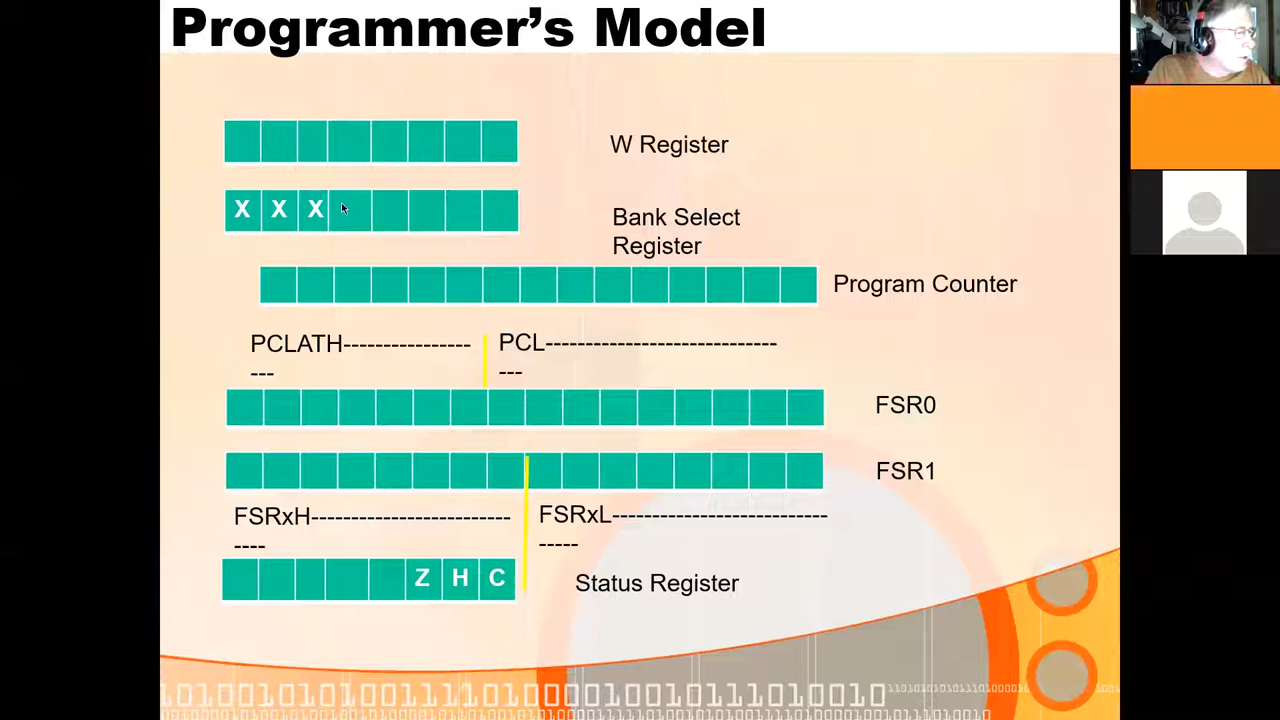 Programmer’s Model
W Register
X X X
Bank Select
Register
Program Counter
PCLATH----------------
---
PCL-----------------------------
---
FSR0
FSR1
FSRxH-------------------------
----
FSRxL---------------------------
-----
Z H C
Status Register